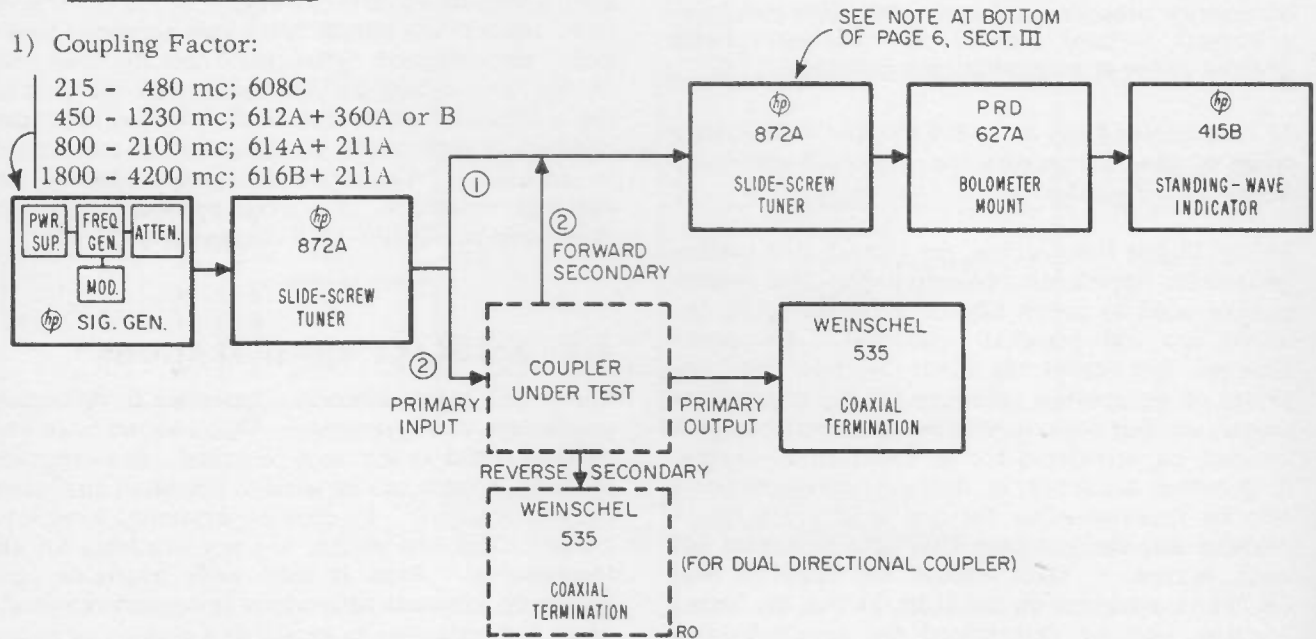 SEE NOTE AT BOTTOM
OF PAGE 6, SECT. III
1) Coupling Factor:
215 - 480 mc; 608C
450 - 1230 mc; 612A + 360A or B
800 - 2100 mc; 614A + 211A
1800 - 4200 mc; 616B + 211A
PWR.
SUP.
FREQ
GEN.
ATTEN.
MOD.
hp SIG. GEN.
hp
872A
SLIDE-SCREW
TUNER
①
②
FORWARD
SECONDARY
hp
872A
SLIDE-SCREW
TUNER
PRD
627A
BOLOMETER
MOUNT
hp
415B
STANDING-WAVE
INDICATOR
②
PRIMARY
INPUT
COUPLER
UNDER TEST
PRIMARY
OUTPUT
WEINSCHEL
535
COAXIAL
TERMINATION
REVERSE SECONDARY
WEINSCHEL
535
COAXIAL
TERMINATION
(FOR DUAL DIRECTIONAL COUPLER)
RO